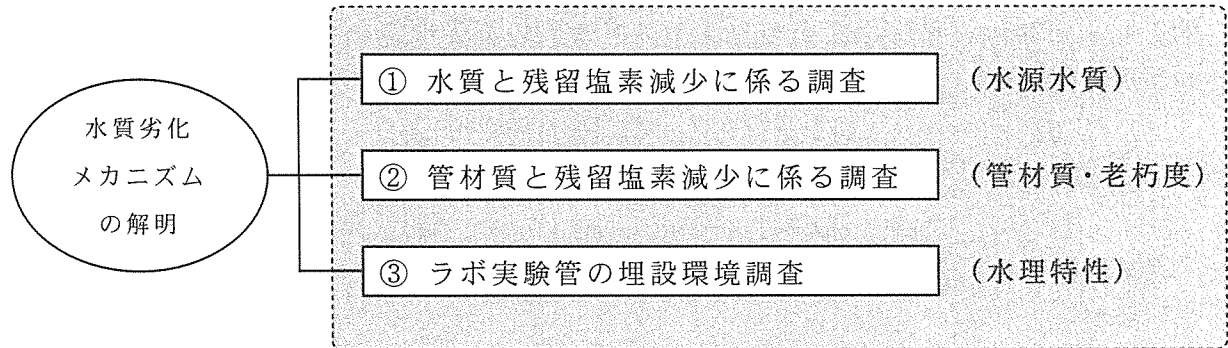 水質劣化
メカニズム
の解明
① 水質と残留塩素減少に係る調査 (水源水質)
② 管材質と残留塩素減少に係る調査 (管材質・老朽度)
③ ラボ実験管の埋設環境調査 (水理特性)